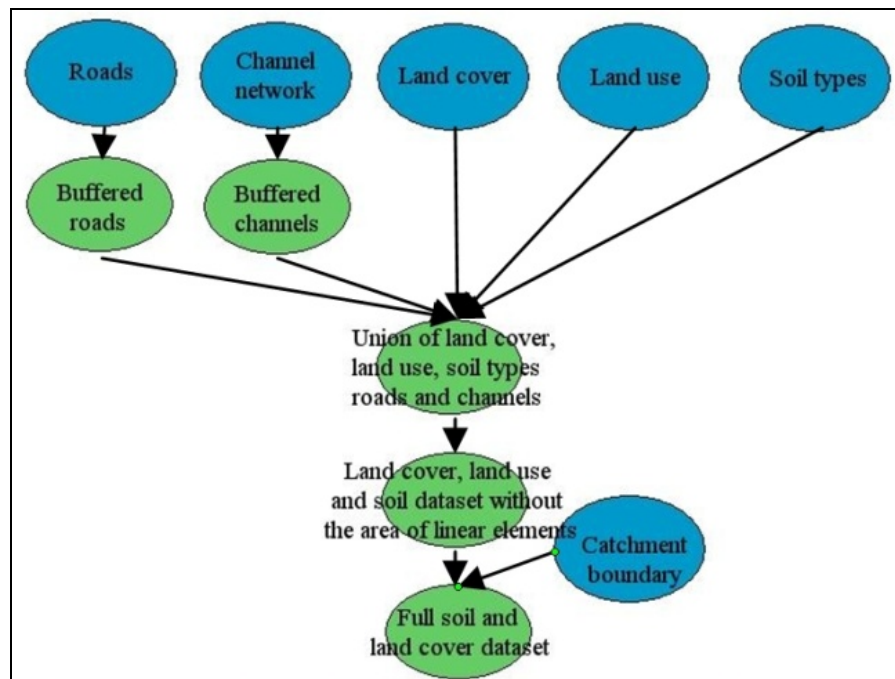 Roads
Channel
network
Land cover
Land use
Soil types
Buffered
roads
Buffered
channels
Union of land cover,
land use, soil types
roads and channels
Land cover, land use
and soil dataset without
the area of linear elements
Catchment
boundary
Full soil and
land cover dataset